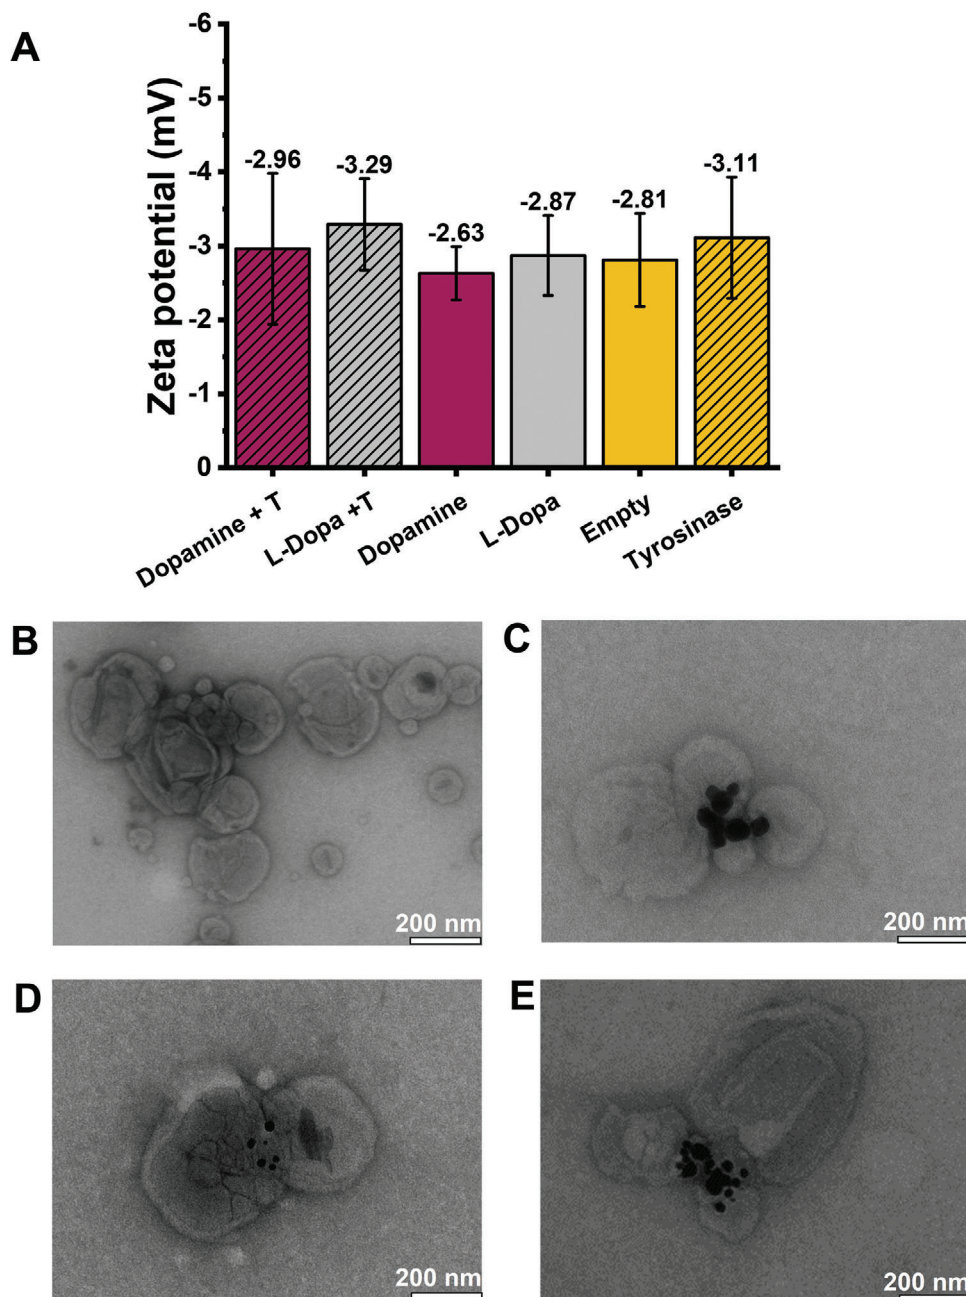 A
Zeta potential (mV)
-6
-5
-4
-3
-2
-1
0
-2.96
-3.29
-2.63
-2.87
-2.81
-3.11
Dopamine + T
L-Dopa +T
Dopamine
L-Dopa
Empty
Tyrosinase
B
200 nm
C
200 nm
D
200 nm
E
200 nm